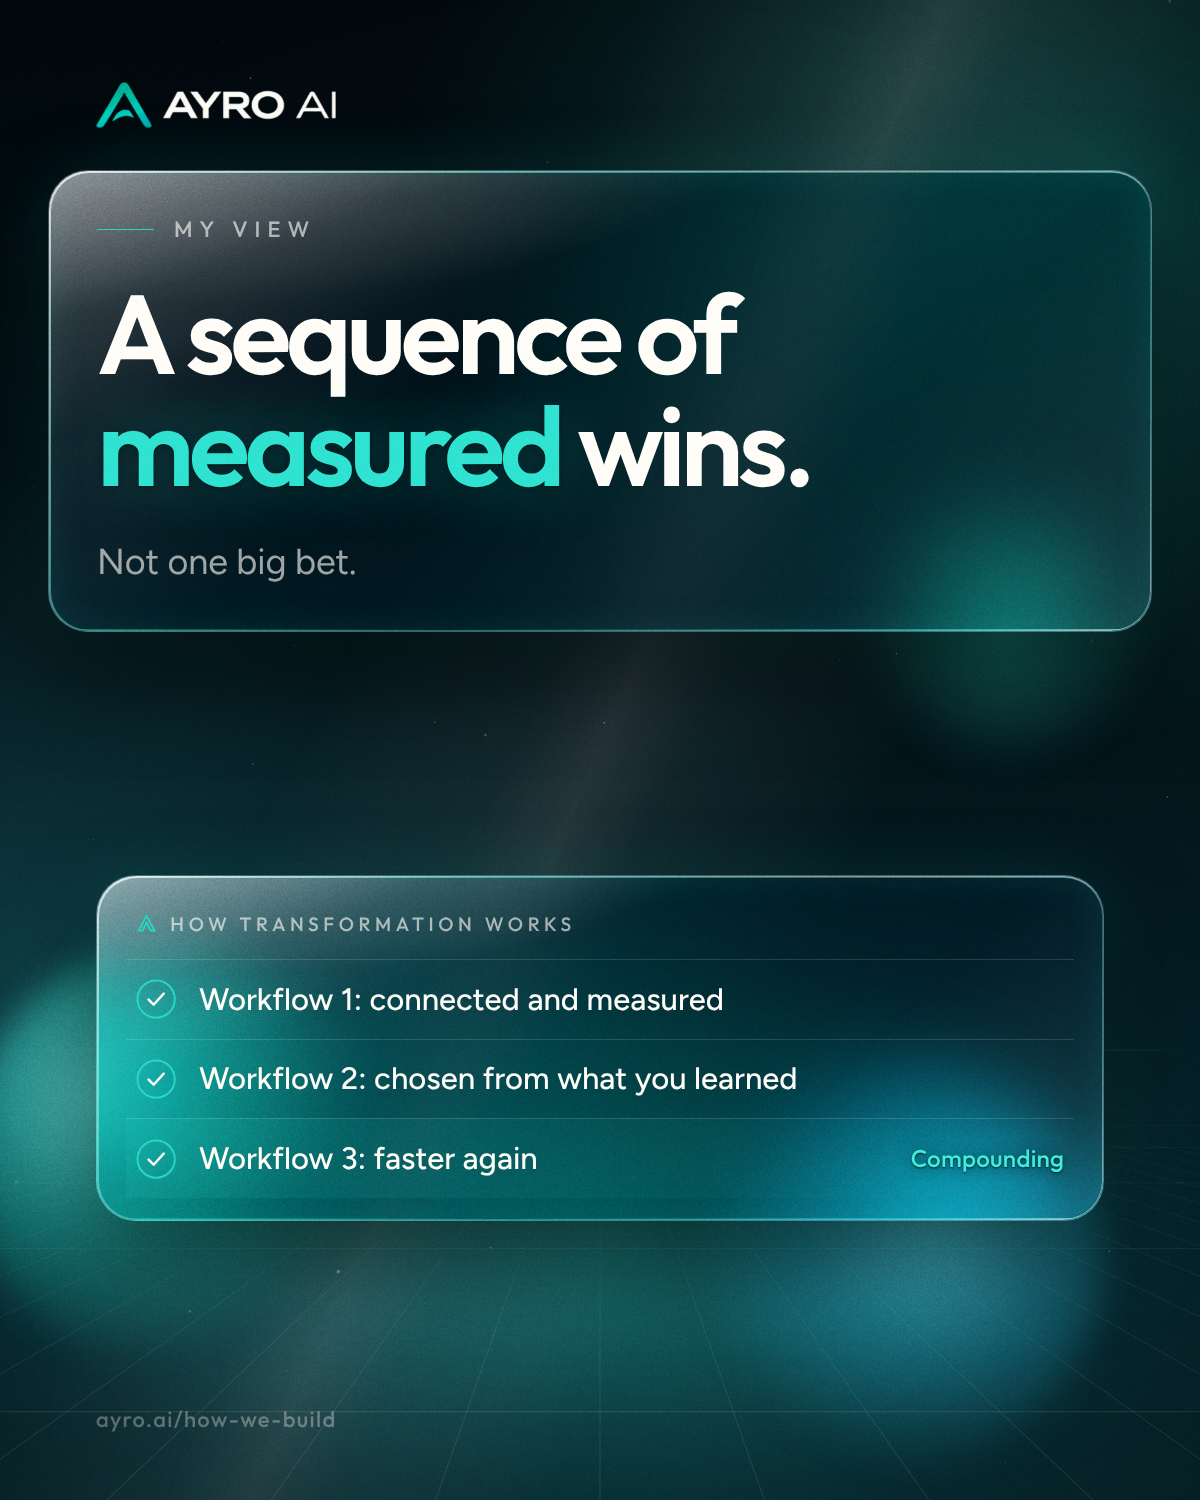 AYRO AI
MY VIEW
A sequence of
measured wins.
Not one big bet.
HOW TRANSFORMATION WORKS
Workflow 1: connected and measured
Workflow 2: chosen from what you learned
Workflow 3: faster again
Compounding
ayro.ai/how-we-build